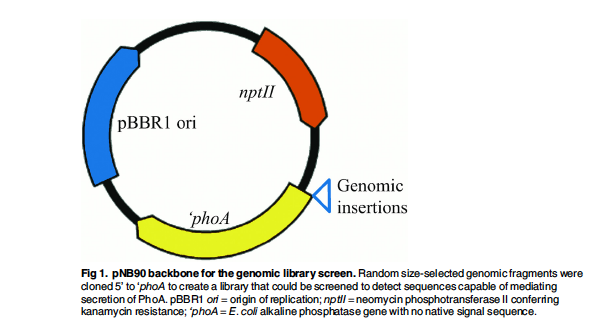 nptII
pBBR1 ori
Genomic
insertions
‘phoA
Fig 1. pNB90 backbone for the genomic library screen. Random size-selected genomic fragments were
cloned 5’ to ‘phoA to create a library that could be screened to detect sequences capable of mediating
secretion of PhoA. pBBR1 ori = origin of replication; nptII = neomycin phosphotransferase II conferring
kanamycin resistance; ‘phoA = E. coli alkaline phosphatase gene with no native signal sequence.